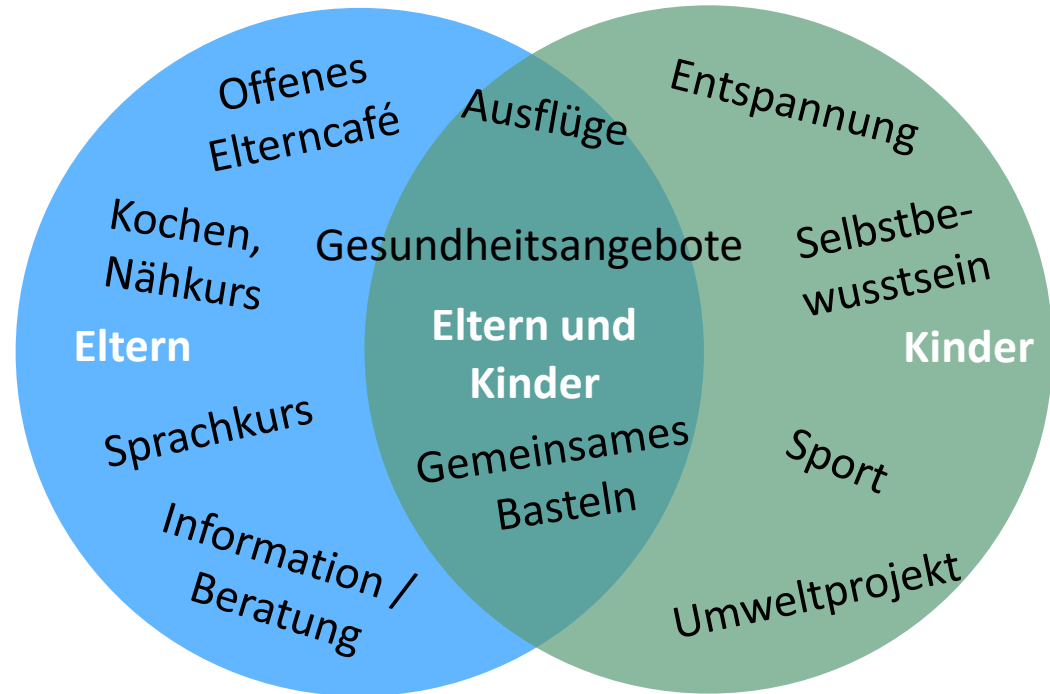 Offenes
Elterncafé
Kochen,
Nähkurs
Eltern
Sprachkurs
Information /
Beratung
Ausflüge
Gesundheitsangebote
Eltern und
Kinder
Gemeinsames
Basteln
Entspannung
Selbstbe-
wusstsein
Kinder
Sport
Umweltprojekt